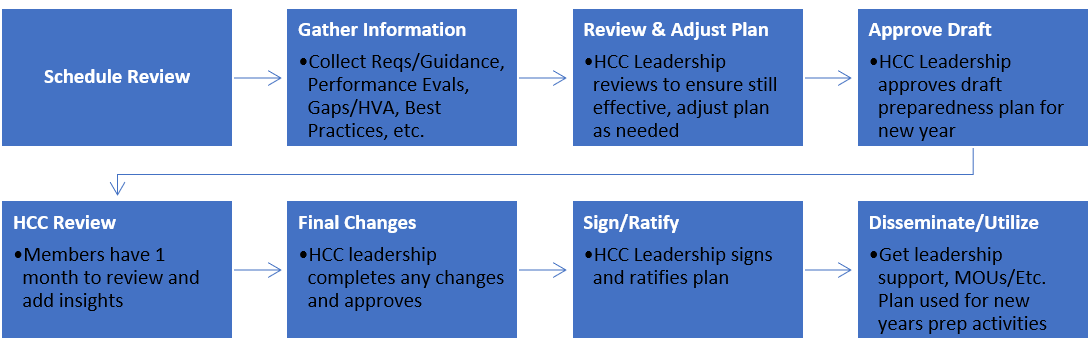 Schedule Review
Gather Information
•Collect Reqs/Guidance,
Performance Evals,
Gaps/HVA, Best
Practices, etc.
Review & Adjust Plan
•HCC Leadership
reviews to ensure still
effective, adjust plan
as needed
Approve Draft
•HCC Leadership
approves draft
preparedness plan for
new year
HCC Review
•Members have 1
month to review and
add insights
Final Changes
•HCC leadership
completes any changes
and approves
Sign/Ratify
•HCC Leadership signs
and ratifies plan
Disseminate/Utilize
•Get leadership
support, MOUs/Etc.
Plan used for new
years prep activities